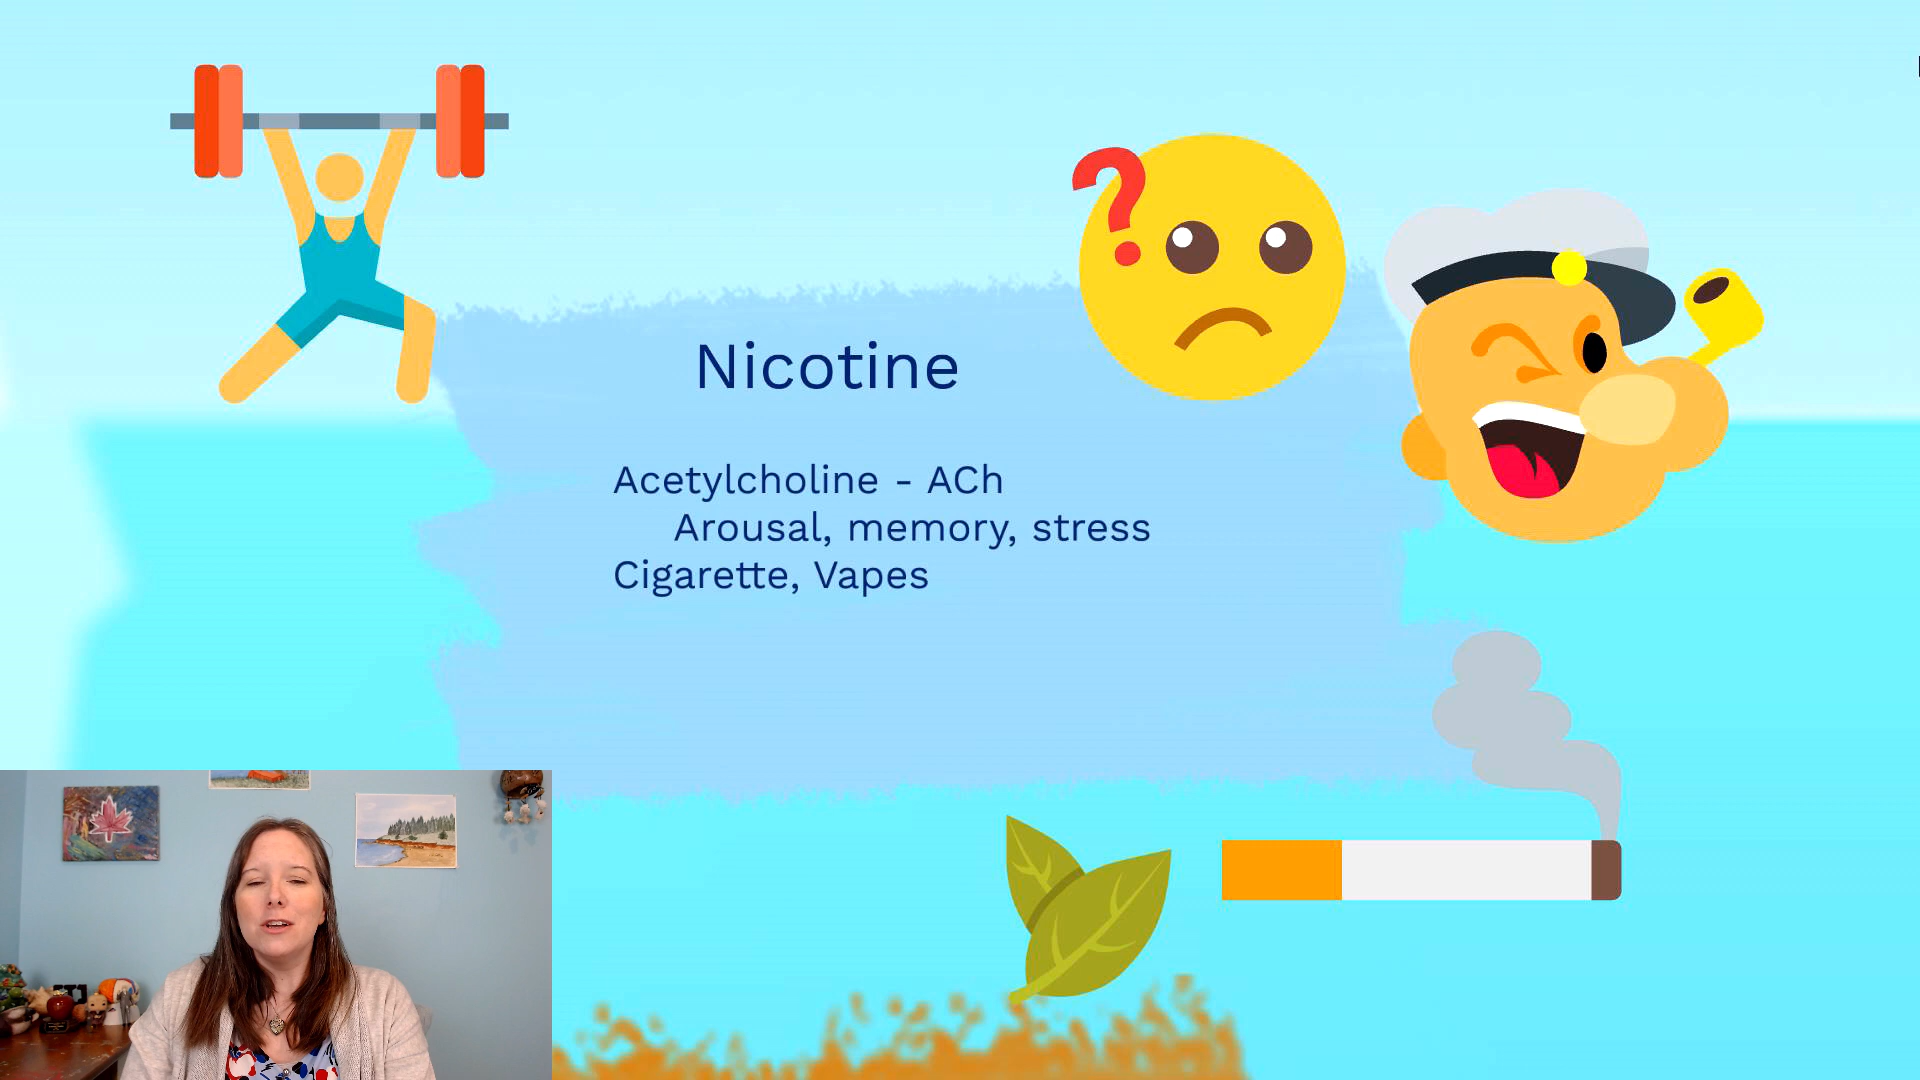 ?
Nicotine
Acetylcholine - ACh
Arousal, memory, stress
Cigarette, Vapes